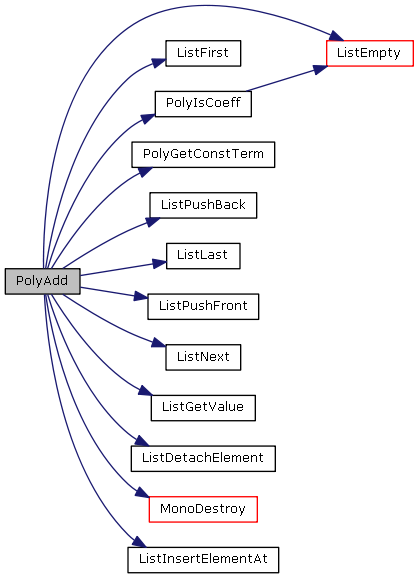 ListFirst
ListEmpty
PolyIsCoeff
PolyGetConstTerm
ListPushBack
ListLast
PolyAdd
ListPushFront
ListNext
ListGetValue
ListDetachElement
MonoDestroy
ListInsertElementAt